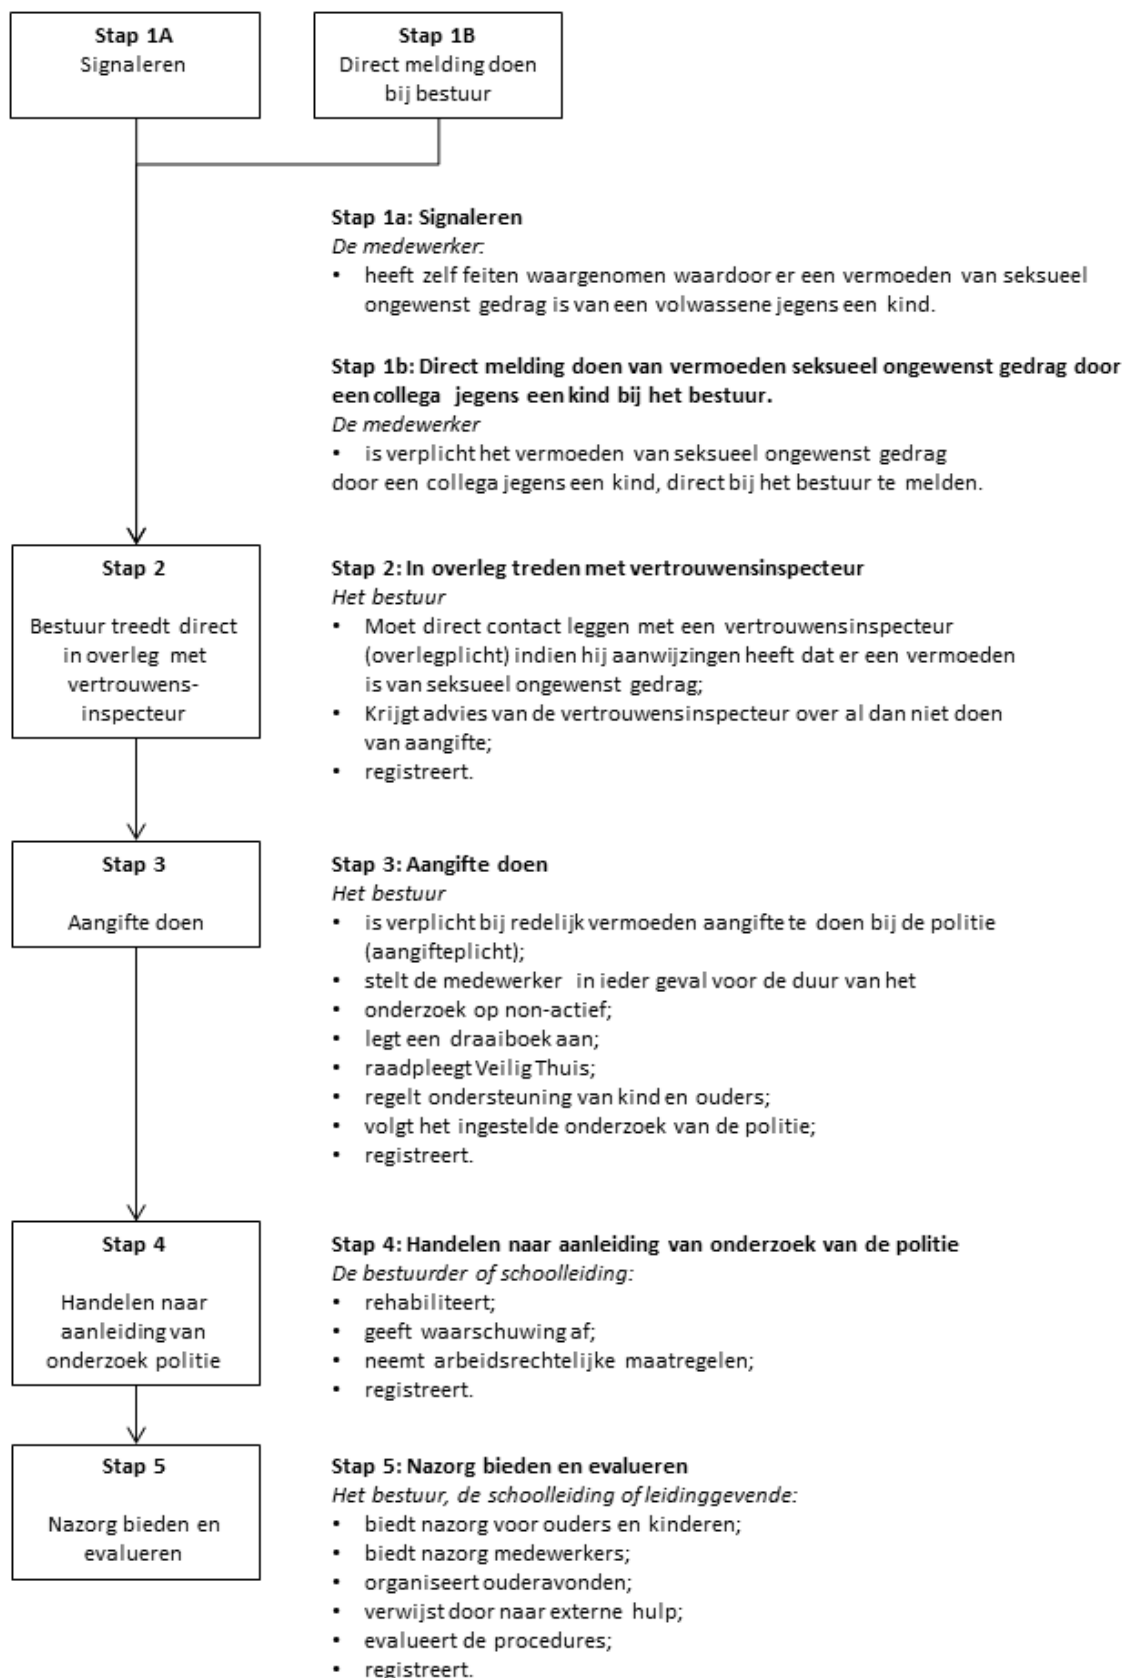 Stap 1A
Signaleren
Stap 1B
Direct melding doen
bij bestuur
Stap 1a: Signaleren
De medewerker:
• heeft zelf feiten waargenomen waardoor er een vermoeden van seksueel
ongewenst gedrag is van een volwassene jegens een kind.
Stap 1b: Direct melding doen van vermoeden seksueel ongewenst gedrag door
een collega jegens een kind bij het bestuur.
De medewerker
• is verplicht het vermoeden van seksueel ongewenst gedrag
door een collega jegens een kind, direct bij het bestuur te melden.
Stap 2
Bestuur treedt direct
in overleg met
vertrouwens-
inspecteur
Stap 2: In overleg treden met vertrouwensinspecteur
Het bestuur
• Moet direct contact leggen met een vertrouwensinspecteur
(overlegplicht) indien hij aanwijzingen heeft dat er een vermoeden
is van seksueel ongewenst gedrag;
• Krijgt advies van de vertrouwensinspecteur over al dan niet doen
van aangifte;
• registreert.
Stap 3
Aangifte doen
Stap 3: Aangifte doen
Het bestuur
• is verplicht bij redelijk vermoeden aangifte te doen bij de politie
(aangifteplicht);
• stelt de medewerker in ieder geval voor de duur van het
• onderzoek op non-actief;
• legt een draaiboek aan;
• raadpleegt Veilig Thuis;
• regelt ondersteuning van kind en ouders;
• volgt het ingestelde onderzoek van de politie;
• registreert.
Stap 4
Handelen naar
aanleiding van
onderzoek politie
Stap 4: Handelen naar aanleiding van onderzoek van de politie
De bestuurder of schoolleiding:
• rehabiliteert;
• geeft waarschuwing af;
• neemt arbeidsrechtelijke maatregelen;
• registreert.
Stap 5
Nazorg bieden en
evalueren
Stap 5: Nazorg bieden en evalueren
Het bestuur, de schoolleiding of leidinggevende:
• biedt nazorg voor ouders en kinderen;
• biedt nazorg medewerkers;
• organiseert ouderavonden;
• verwijst door naar externe hulp;
• evalueert de procedures;
• registreert.